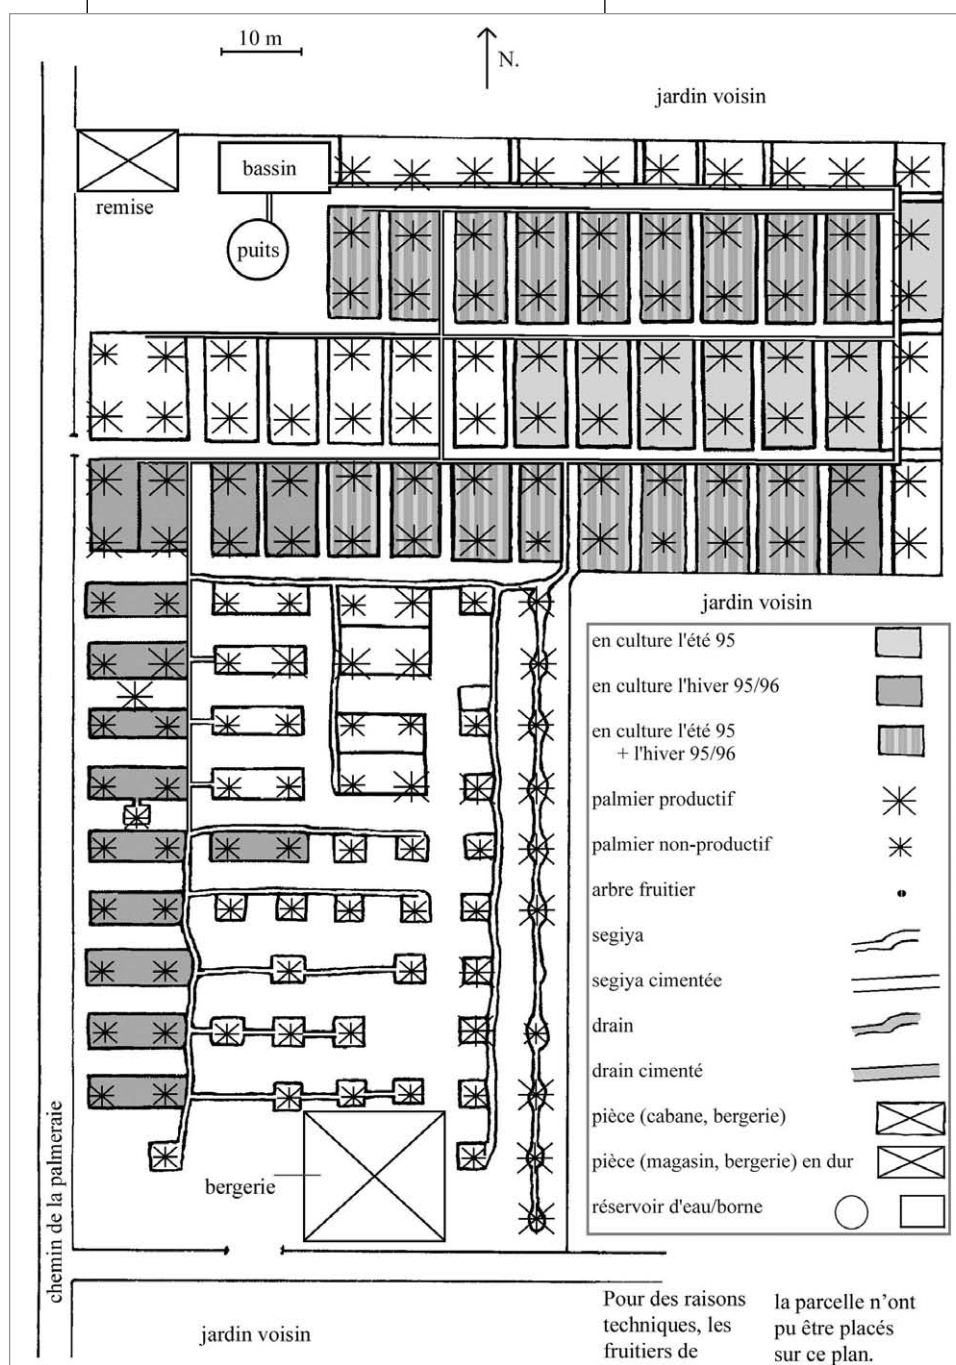 10 m
N.
jardin voisin
bassin
remise
puits
jardin voisin
en culture l'été 95
en culture l'hiver 95/96
en culture l'été 95
+ l'hiver 95/96
palmier productif
palmier non-productif
arbre fruitier
segiya
segiya cimentée
drain
drain cimenté
pièce (cabane, bergerie)
pièce (magasin, bergerie) en dur
réservoir d'eau/borne
chemin de la palmeraie
bergerie
jardin voisin
Pour des raisons
techniques, les
fruitiers de
la parcelle n’ont
pu être placés
sur ce plan.